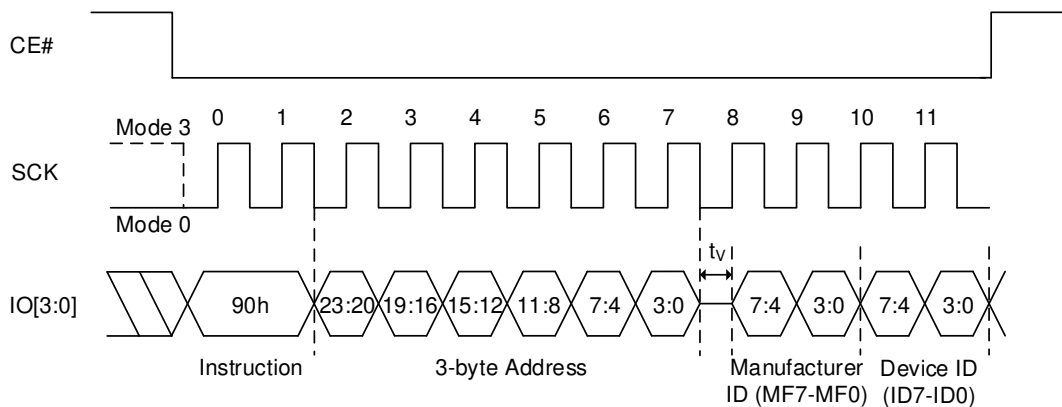 CE#
0 1 2 3 4 5 6 7 8 9 10 11
Mode 3
SCK
Mode 0
tV
IO[3:0] 90h 23:20 19:16 15:12 11:8 7:4 3:0 7:4 3:0 7:4 3:0
Instruction 3-byte Address Manufacturer Device ID
ID (MF7-MF0) (ID7-ID0)